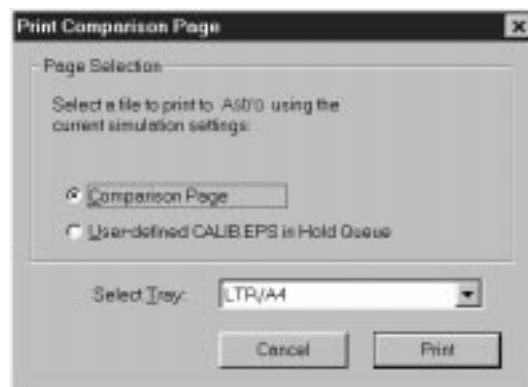 Print Comparison Page
Page Selection
Select a file to print to Astro using the
current simulation settings:
Comparison Page
User-defined CALIB.EPS in Hold Queue
Select Tray:
LTR/A4
Cancel
Print